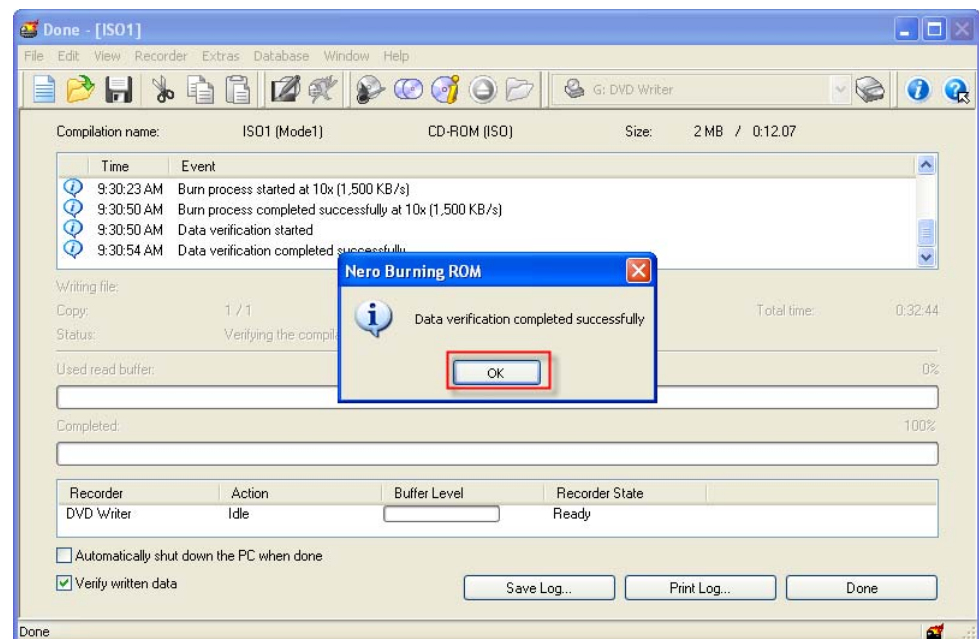 Done - [ISO1]
File Edit View Recorder Extras Database Window Help
G: DVD Writer
Compilation name: ISO1 (Mode1) CD-ROM (ISO) Size: 2 MB / 0:12.07
Time Event
9:30:23 AM Burn process started at 10x (1,500 KB/s)
9:30:50 AM Burn process completed successfully at 10x (1,500 KB/s)
9:30:50 AM Data verification started
9:30:54 AM Data verification completed successfully
Nero Burning ROM
Writing file:
Copy: 1 / 1 Total time: 0:32:44
Data verification completed successfully
Status: Verifying the
Used read buffer: 0%
OK
Completed: 100%
Recorder Action Buffer Level Recorder State
DVD Writer Idle Ready
Automatically shut down the PC when done
Verify written data
Save Log... Print Log... Done
Done